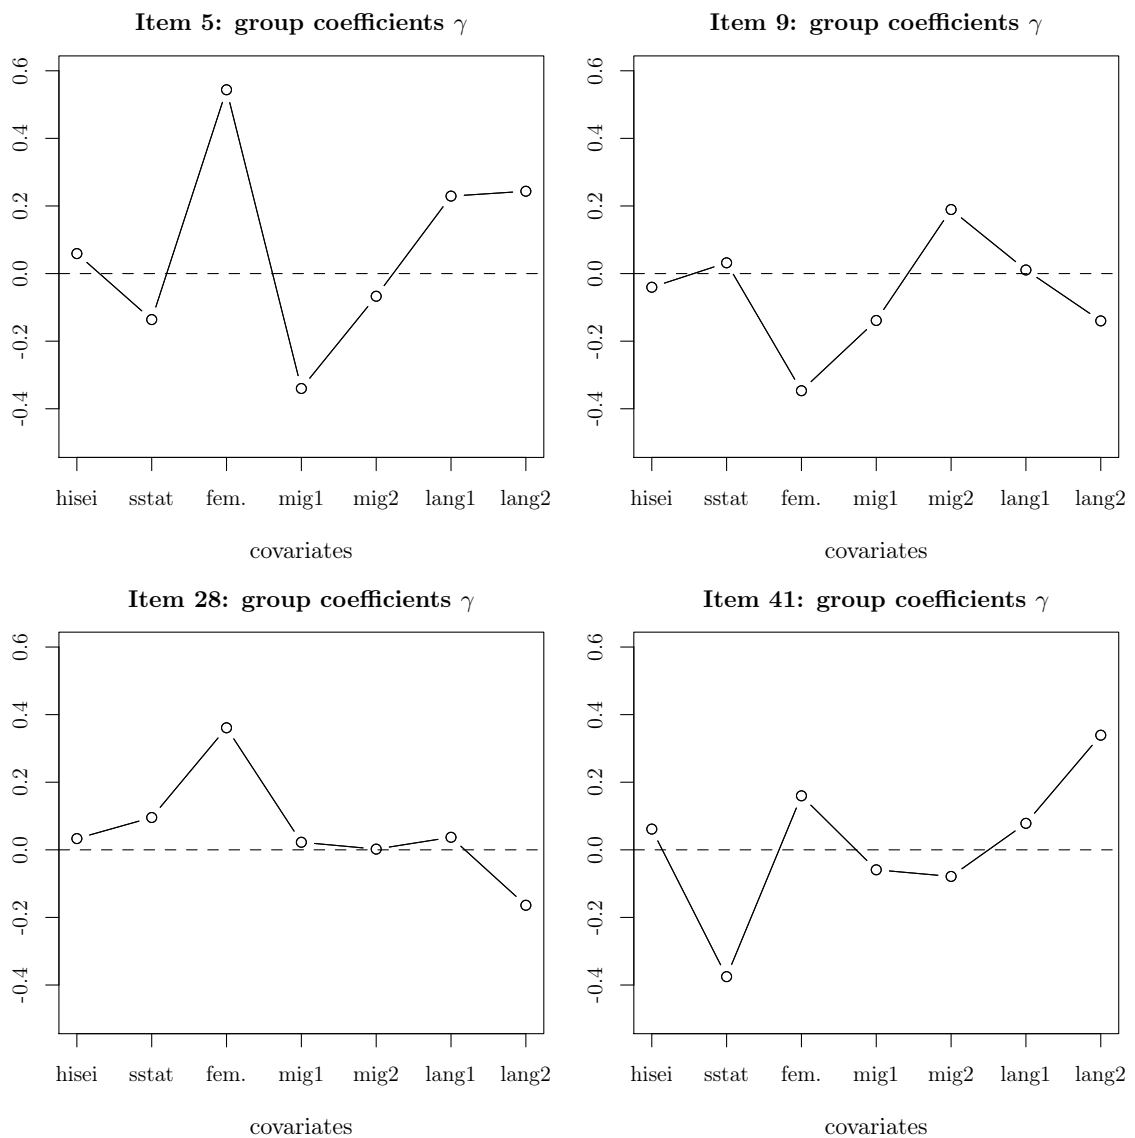 Item 5: group coefficients γ
0.6
0.4
0.2
0.0
-0.2
-0.4
hisei sstat fem. mig1 mig2 lang1 lang2
covariates
Item 9: group coefficients γ
0.6
0.4
0.2
0.0
-0.2
-0.4
hisei sstat fem. mig1 mig2 lang1 lang2
covariates
Item 28: group coefficients γ
0.6
0.4
0.2
0.0
-0.2
-0.4
hisei sstat fem. mig1 mig2 lang1 lang2
covariates
Item 41: group coefficients γ
0.6
0.4
0.2
0.0
-0.2
-0.4
hisei sstat fem. mig1 mig2 lang1 lang2
covariates